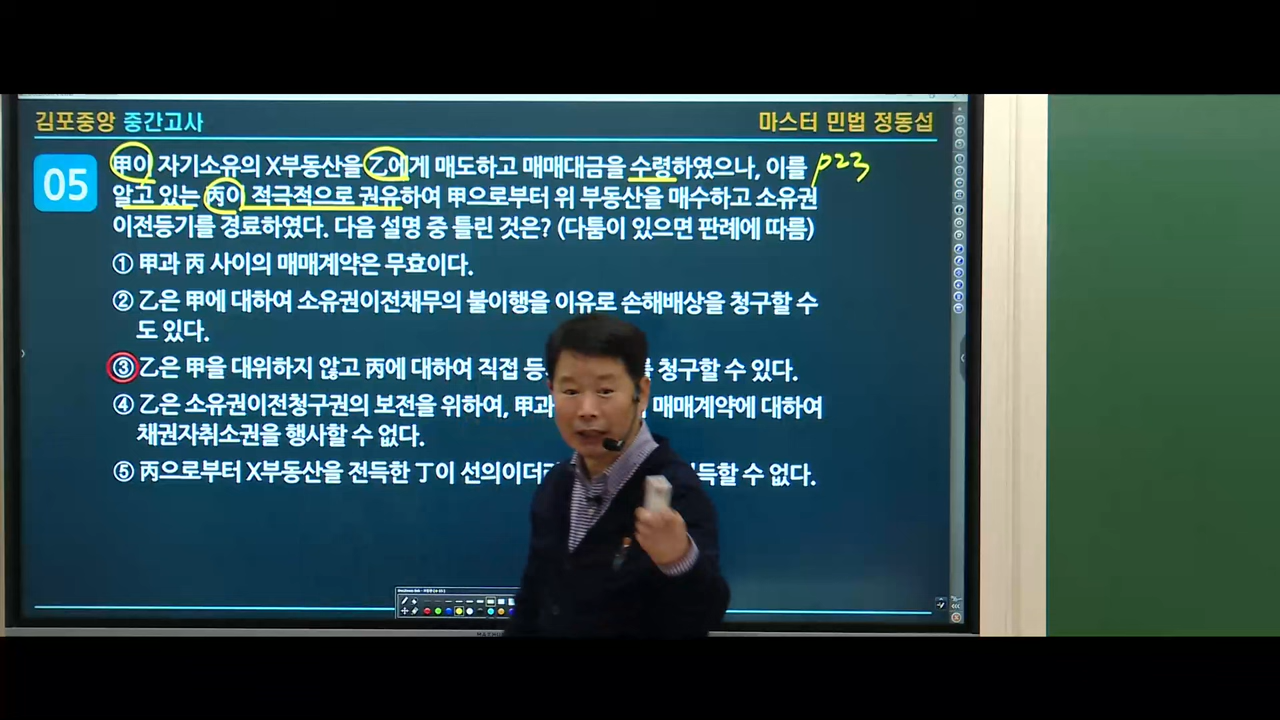 김포중앙 중간고사
마스터 민법 정동섭
05
甲이 자기소유의 X부동산을 乙에게 매도하고 매매대금을 수령하였으나, 이를
p23
알고 있는 丙이 적극적으로 권유하여 甲으로부터 위 부동산을 매수하고 소유권
이전등기를 경료하였다. 다음 설명 중 틀린 것은? (다툼이 있으면 판례에 따름)
① 甲과 丙 사이의 매매계약은 무효이다.
② 乙은 甲에 대하여 소유권이전채무의 불이행을 이유로 손해배상을 청구할 수
도 있다.
③ 乙은 甲을 대위하지 않고 丙에 대하여 직접 청구할 수 있다.
④ 乙은 소유권이전청구권의 보전을 위하여, 甲과 매매계약에 대하여
채권자취소권을 행사할 수 없다.
⑤ 丙으로부터 X부동산을 전득한 丁이 수 없다.